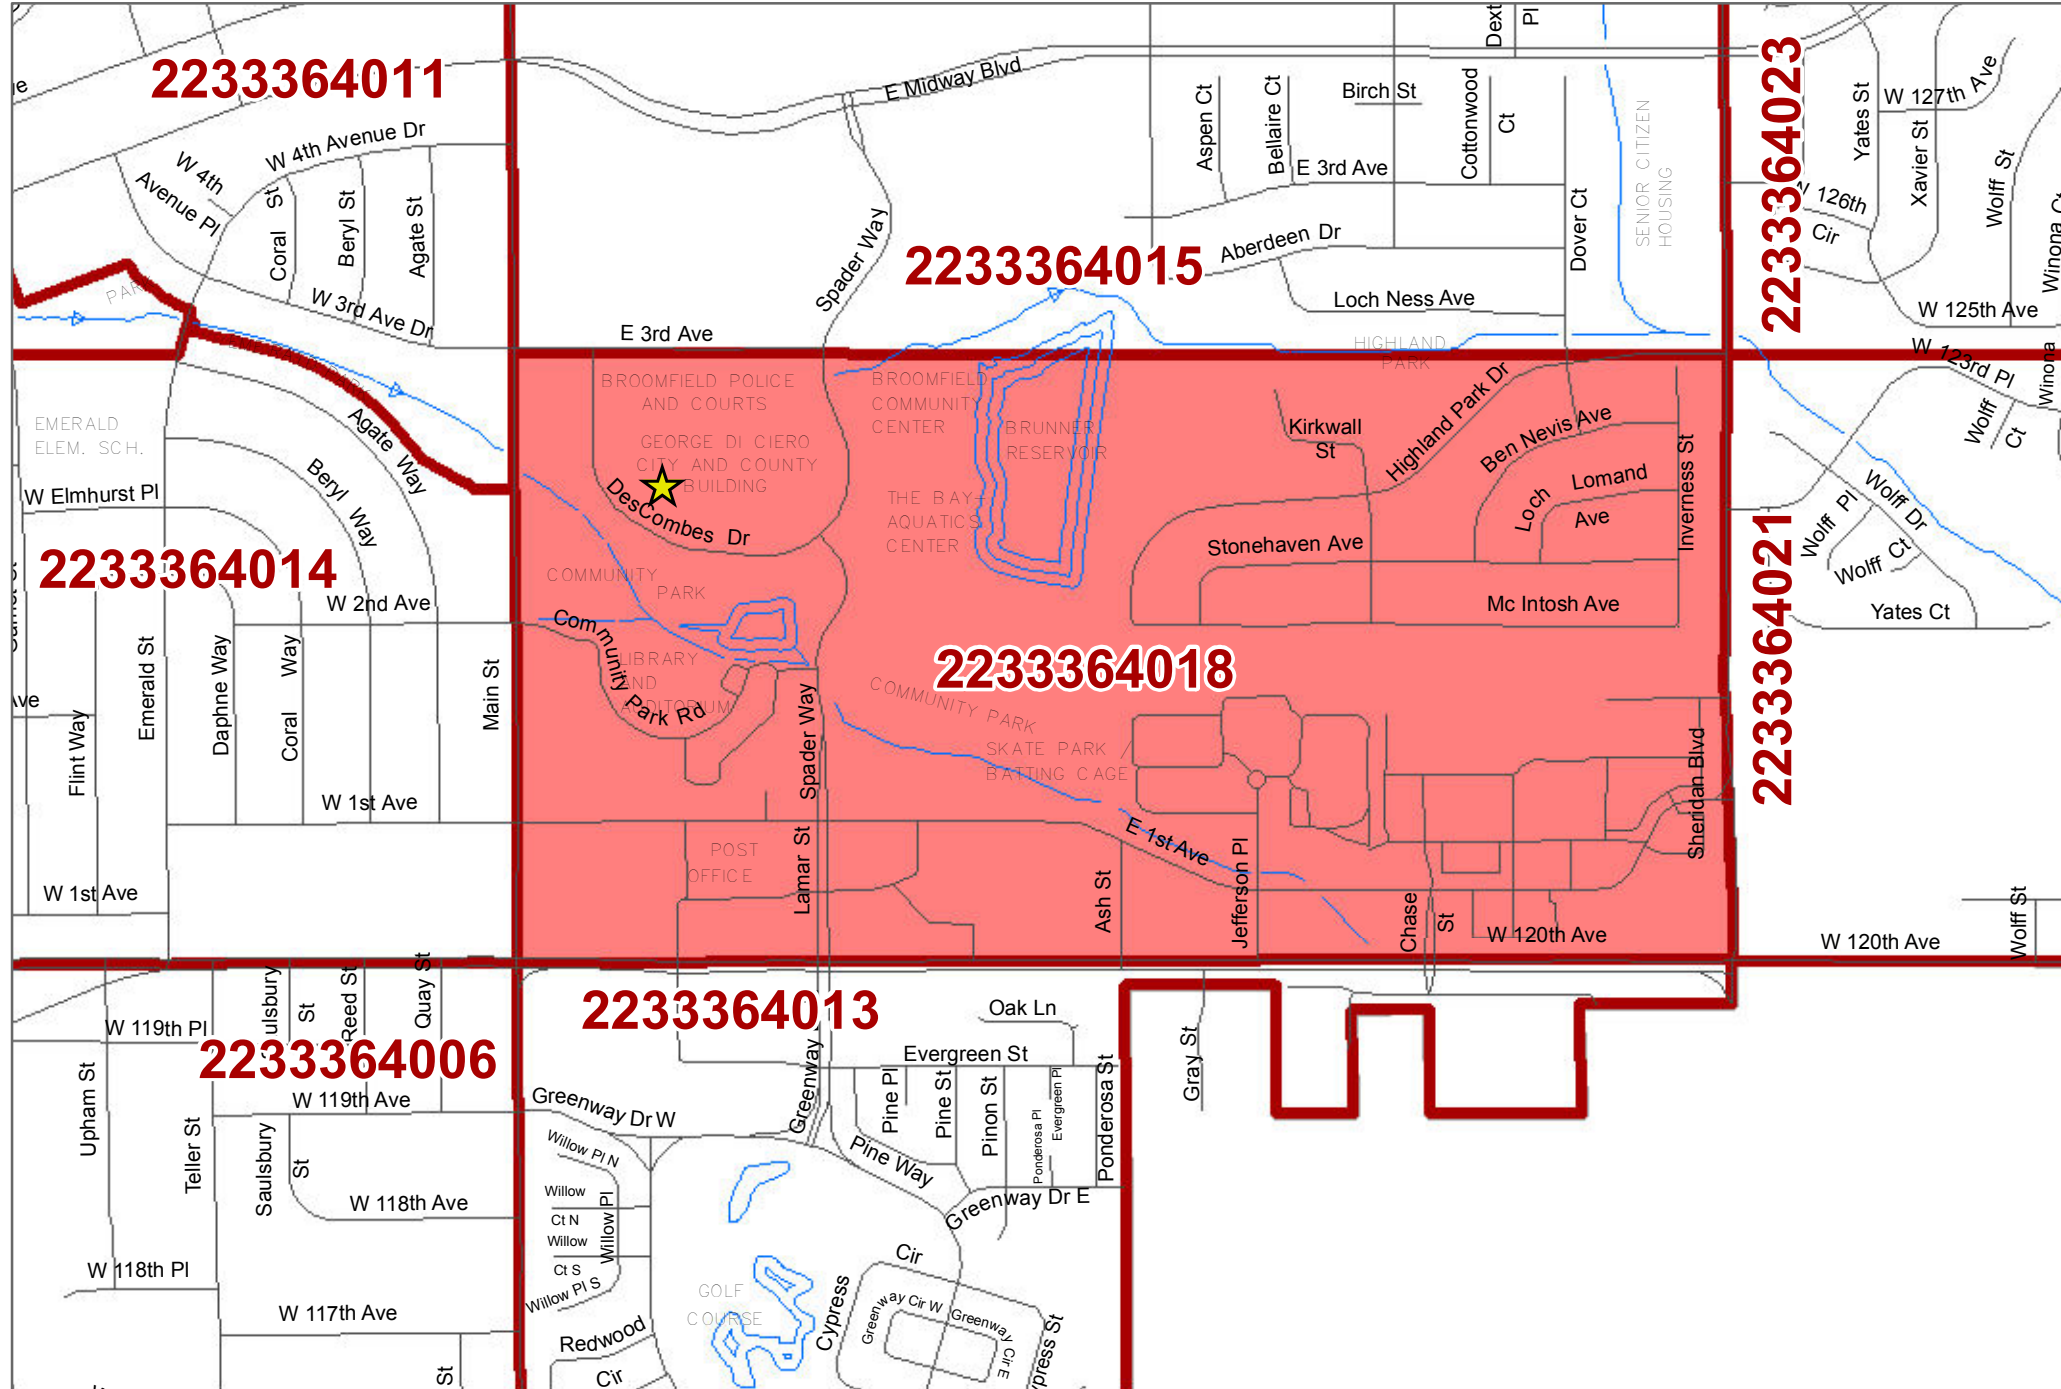 2233364011
2233364015
2233364023
2233364014
2233364018
2233364021
2233364013
2233364006
E Midway Blvd
Dext
Pl
Aspen Ct
Bellaire Ct
Birch St
Cottonwood
Ct
E 3rd Ave
Dover Ct
SENIOR CITIZEN
HOUSING
Aberdeen Dr
Loch Ness Ave
Spader Way
Yates St
W 127th Ave
Xavier St
Wolff St
W 126th
Cir
Winona Ct
W 125th Ave
W 4th Avenue Dr
W 4th
Avenue Pl
Coral St
Beryl St
Agate St
W 3rd Ave Dr
PARK
E 3rd Ave
HIGHLAND
PARK
W 123rd Pl
Winona
Wolff
Ct
EMERALD
ELEM. SCH.
Agate Way
Beryl Way
W Elmhurst Pl
BROOMFIELD POLICE
AND COURTS
GEORGE DI CIERO
CITY AND COUNTY
BUILDING
DesCombes Dr
BROOMFIELD
COMMUNITY
CENTER
BRUNNER
RESERVOIR
THE BAY-
AQUATICS
CENTER
Kirkwall
St
Highland Park Dr
Ben Nevis Ave
Loch Lomand
Ave
Inverness St
Stonehaven Ave
Mc Intosh Ave
Wolff Pl
Wolff Dr
Wolff Ct
Yates Ct
COMMUNITY
PARK
Community Park Rd
LIBRARY
AND
AUDITORIUM
Spader Way
COMMUNITY PARK
SKATE PARK /
BATTING CAGE
Sheridan Blvd
W 2nd Ave
Emerald St
Daphne Way
Coral Way
Main St
Flint Way
Ave
W 1st Ave
W 1st Ave
POST
OFFICE
Lamar St
E 1st Ave
Ash St
Jefferson Pl
Chase
St
W 120th Ave
W 120th Ave
Wolff St
W 119th Pl
Saulsbury
St
Reed St
Quay St
Upham St
Teller St
W 119th Ave
Saulsbury
St
W 118th Ave
W 118th Pl
W 117th Ave
St
Oak Ln
Evergreen St
Greenway
Greenway Dr W
Pine Pl
Pine St
Pinon St
Ponderosa Pl
Evergreen Pl
Ponderosa St
Gray St
Pine Way
Greenway Dr E
Willow Pl N
Willow
Ct N
Willow
Ct S
Willow Pl
Willow Pl S
Redwood
Cir
GOLF
COURSE
Cypress
Cir
Greenway Cir W
Greenway Cir E
ypress St